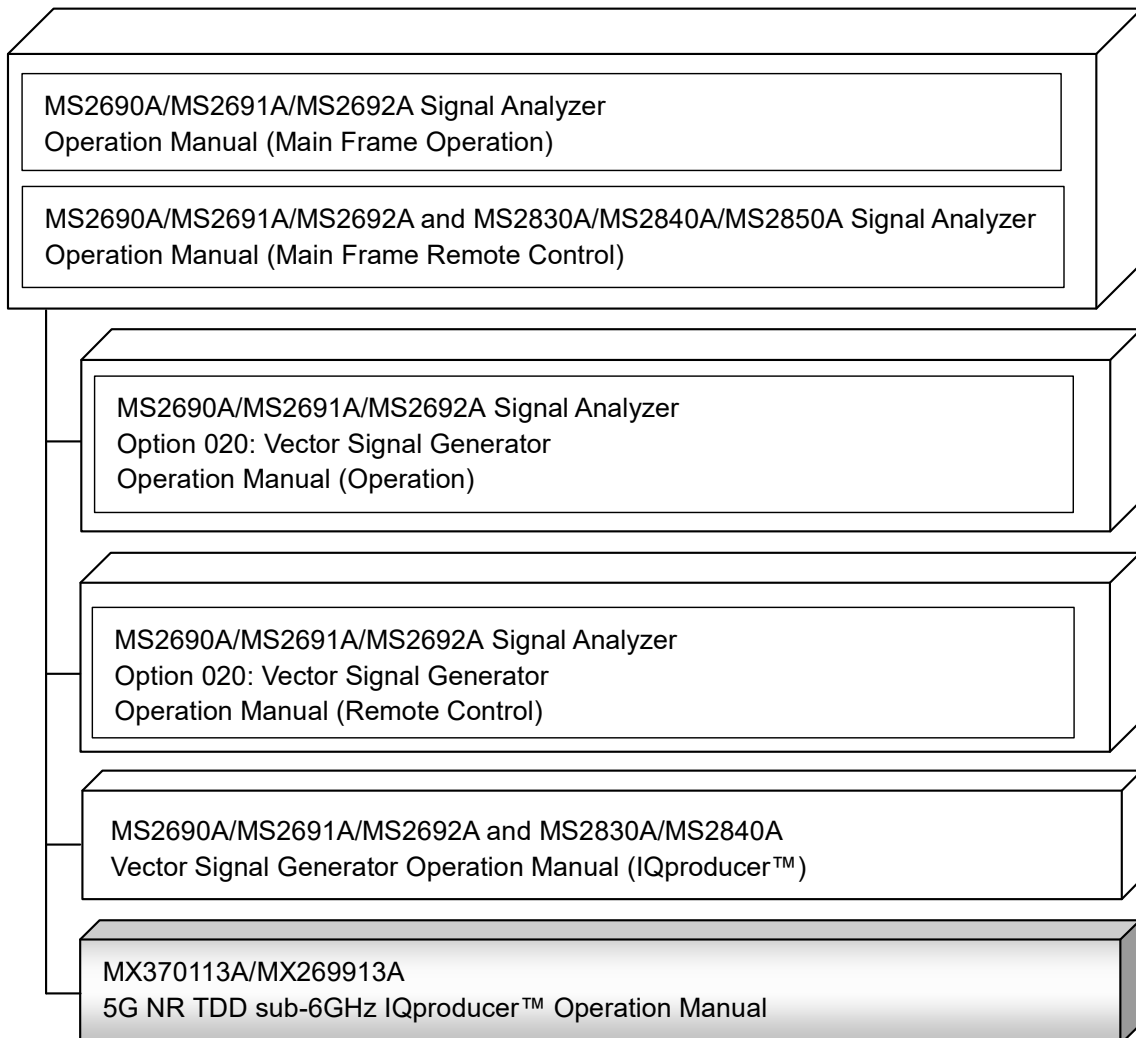 MS2690A/MS2691A/MS2692A Signal Analyzer
Operation Manual (Main Frame Operation)
MS2690A/MS2691A/MS2692A and MS2830A/MS2840A/MS2850A Signal Analyzer
Operation Manual (Main Frame Remote Control)
MS2690A/MS2691A/MS2692A Signal Analyzer
Option 020: Vector Signal Generator
Operation Manual (Operation)
MS2690A/MS2691A/MS2692A Signal Analyzer
Option 020: Vector Signal Generator
Operation Manual (Remote Control)
MS2690A/MS2691A/MS2692A and MS2830A/MS2840A
Vector Signal Generator Operation Manual (IQproducer™)
MX370113A/MX269913A
5G NR TDD sub-6GHz IQproducer™ Operation Manual